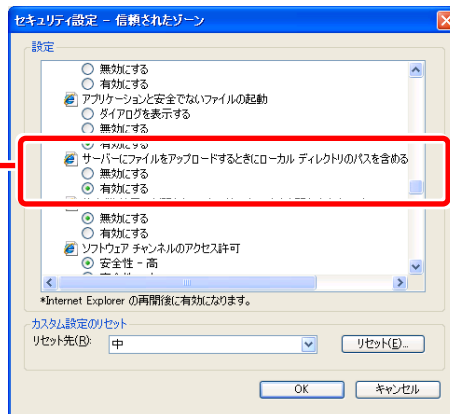 セキュリティ設定 - 信頼されたゾーン
設定
無効にする
有効にする
アプリケーションと安全でないファイルの起動
ダイアログを表示する
無効にする
有効にする
サーバーにファイルをアップロードするときにローカル ディレクトリのパスを含める
無効にする
有効にする
無効にする
有効にする
ソフトウェア チャンネルのアクセス許可
安全性 - 高
*Internet Explorer の再開後に有効になります。
カスタム設定のリセット
リセット先(R):
中
リセット(E)...
OK
キャンセル